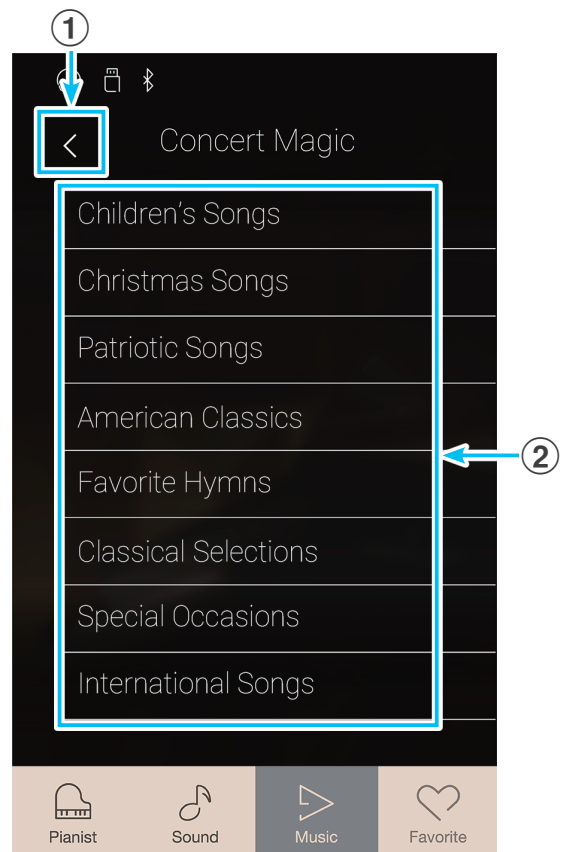 1
Concert Magic
Children's Songs
Christmas Songs
Patriotic Songs
American Classics
2
Favorite Hymns
Classical Selections
Special Occasions
International Songs
Pianist Sound Music Favorite